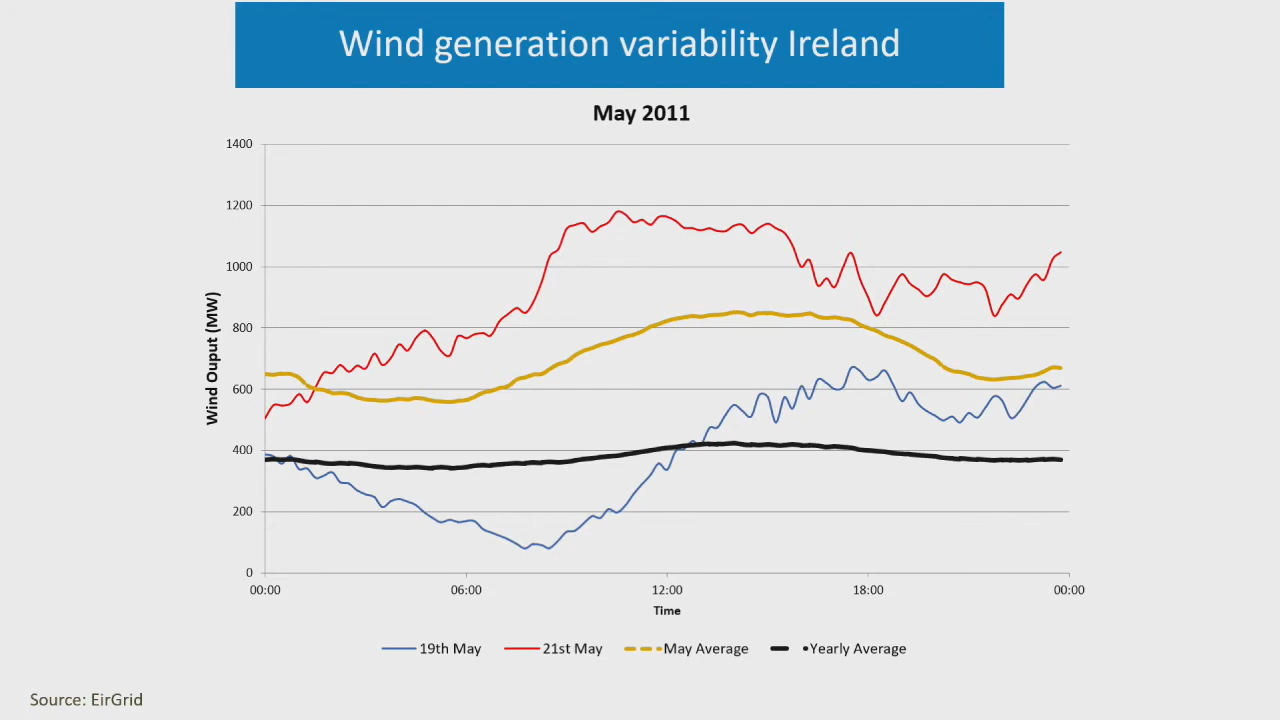 Wind generation variability Ireland
May 2011
1400
1200
1000
800
600
400
200
0
Wind Ouput (MW)
00:00 06:00 12:00 18:00 00:00
Time
19th May 21st May May Average Yearly Average
Source: EirGrid